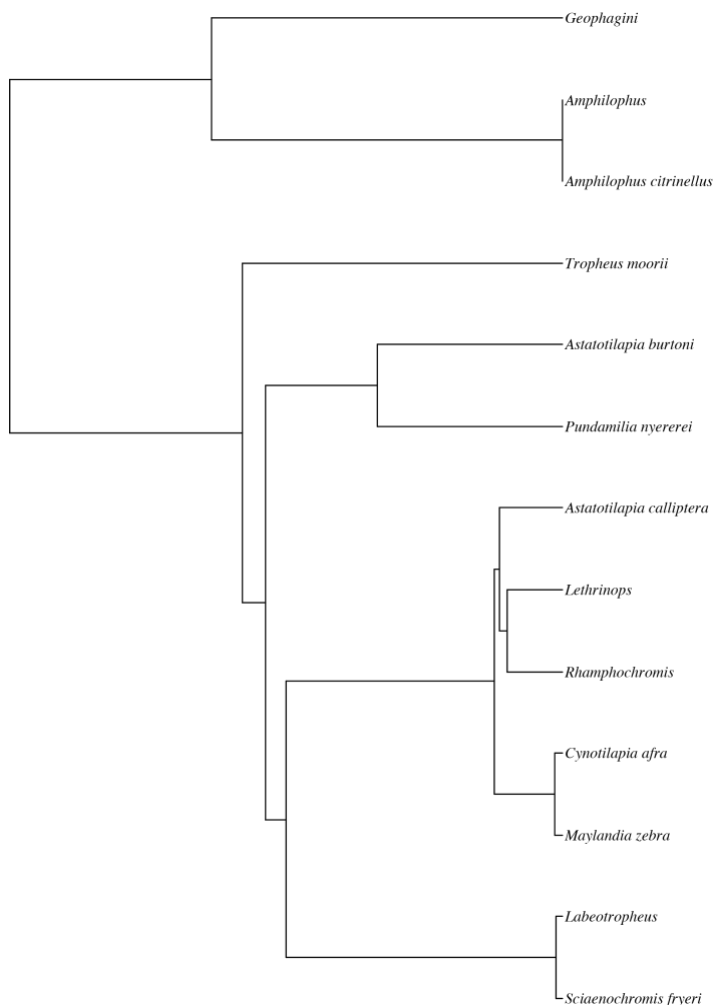 Geophagini
Amphilophus
Amphilophus citrinellus
Tropheus moorii
Astatotilapia burtoni
Pundamilia nyererei
Astatotilapia calliptera
Lethrinops
Rhamphochromis
Cynotilapia afra
Maylandia zebra
Labeotropheus
Sciaenochromis fryeri